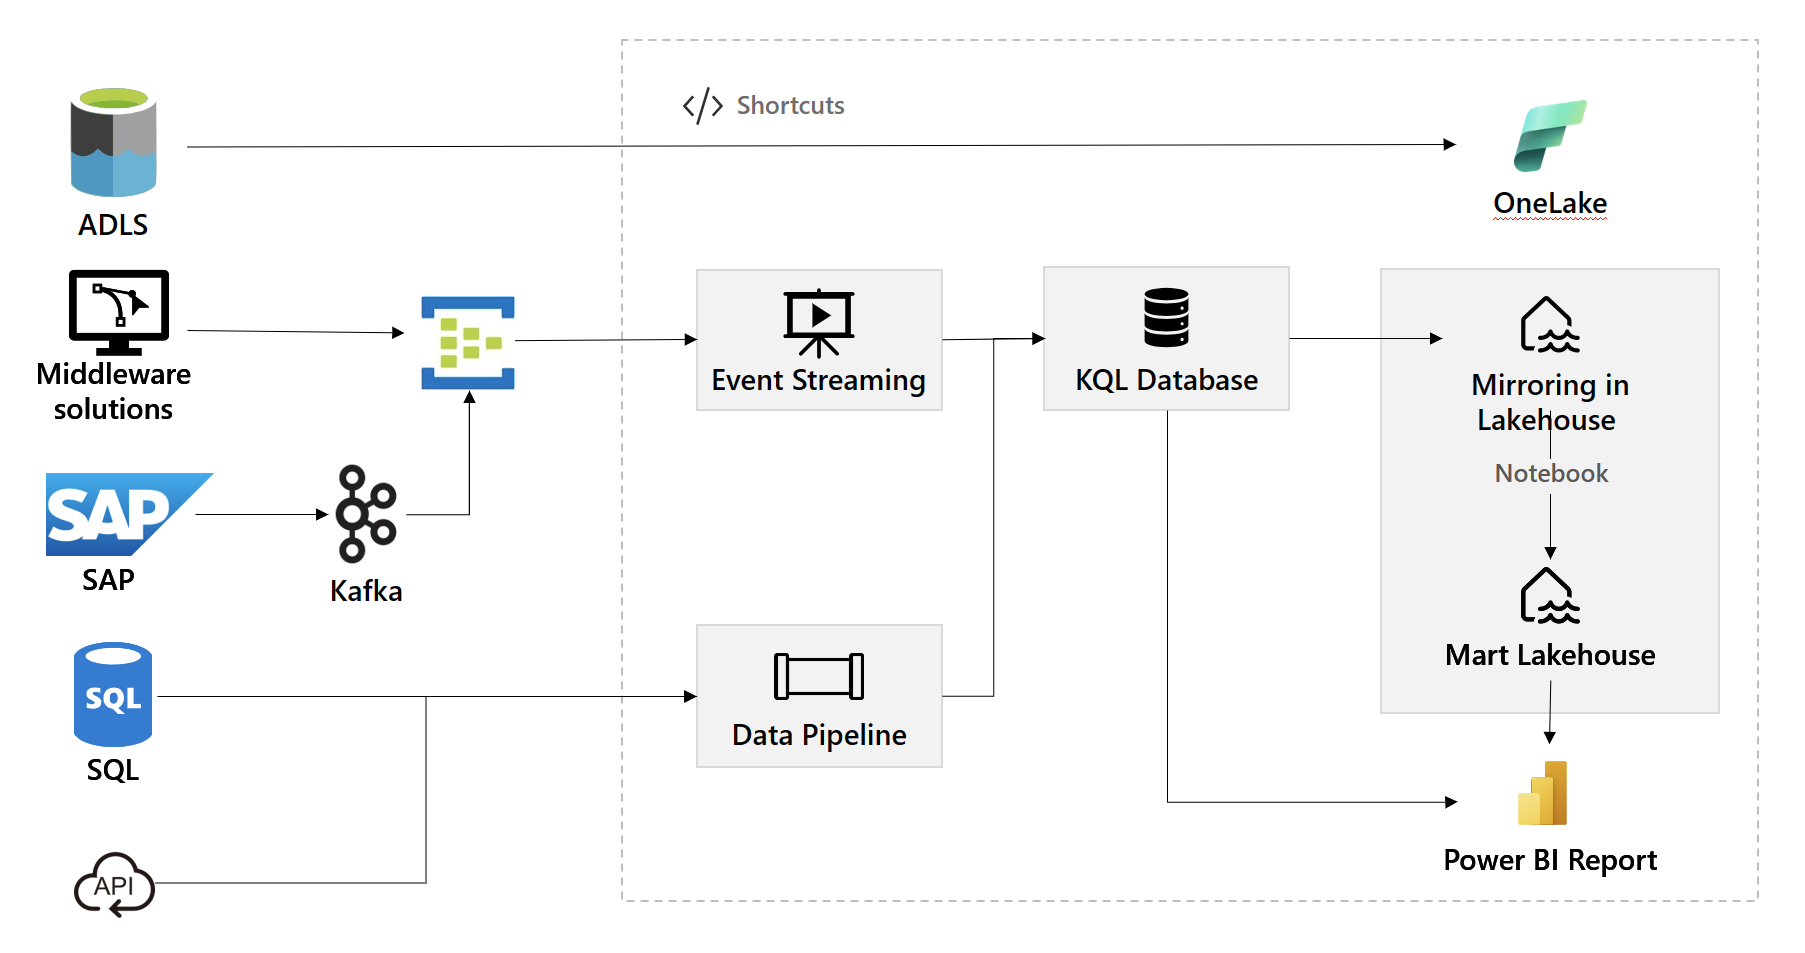 </> Shortcuts
ADLS
OneLake
Middleware
solutions
Event Streaming
KQL Database
Mirroring in
Lakehouse
Notebook
SAP
SAP
Kafka
Mart Lakehouse
SQL
SQL
Data Pipeline
API
Power BI Report